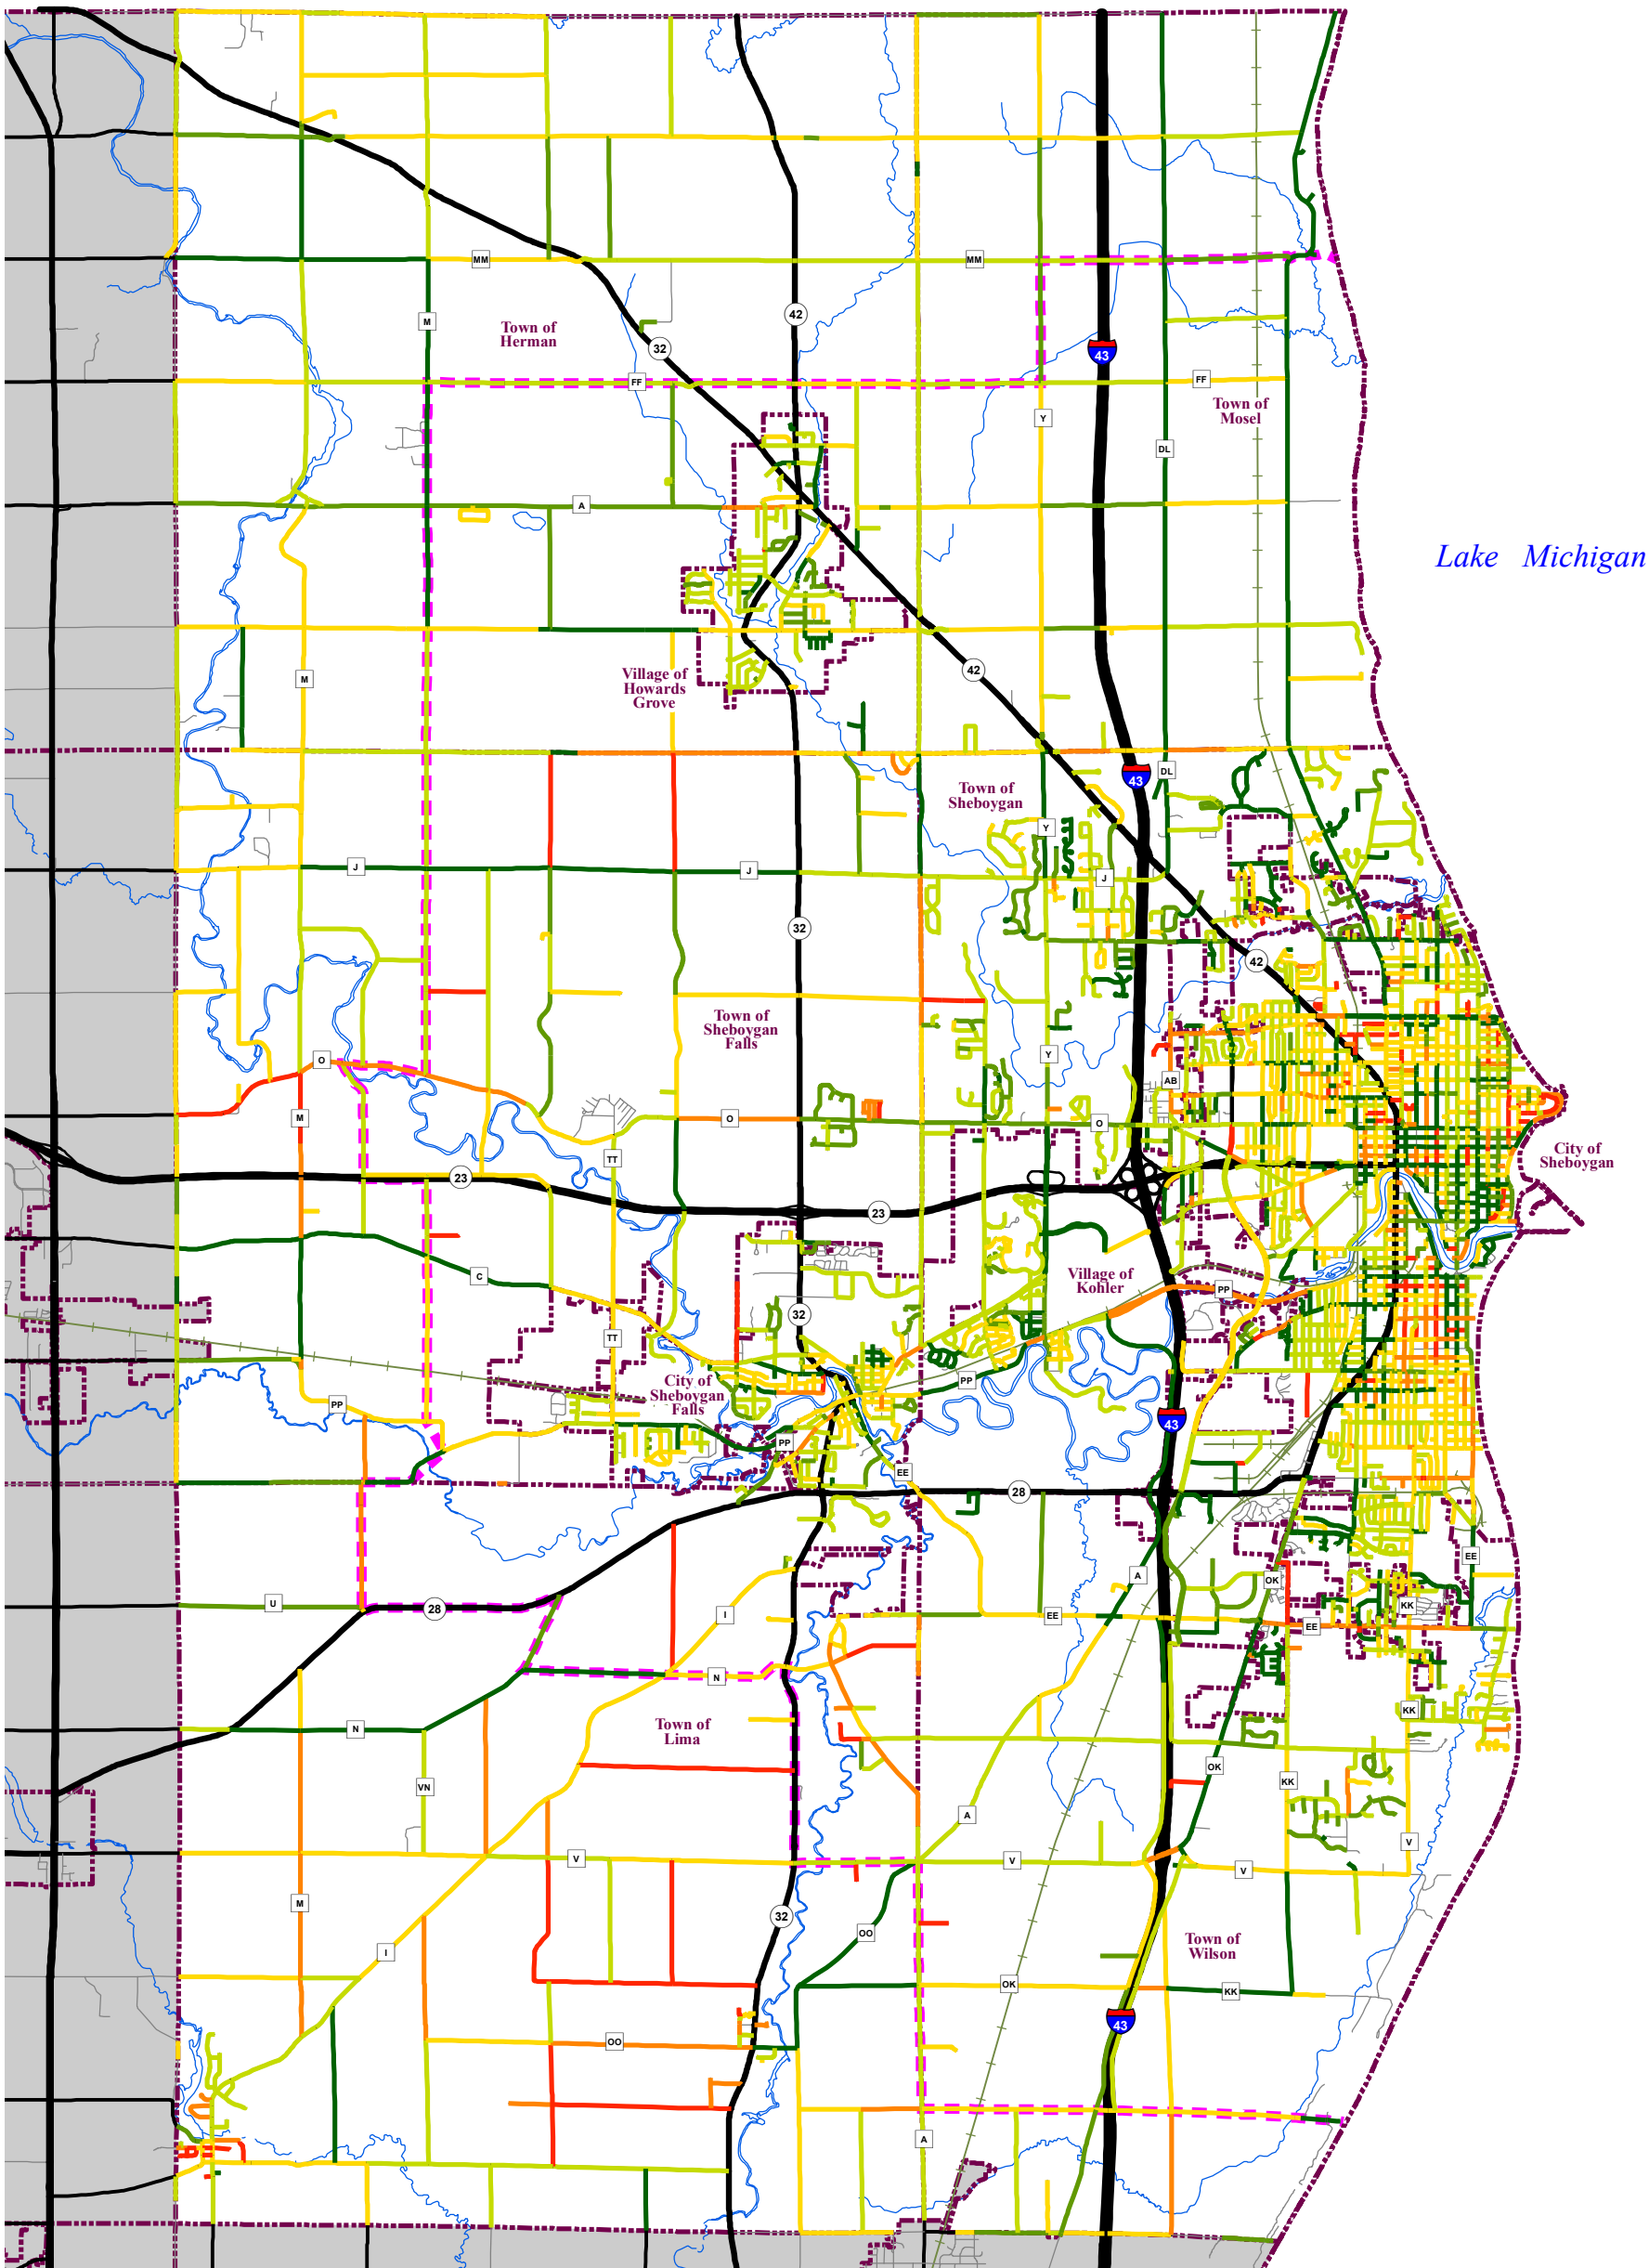 MM
MM
42
M
Town of
Herman
32
43
FF
FF
Town of
Mosel
Y
DL
A
Lake Michigan
42
M
Village of
Howards
Grove
DL
43
Town of
Sheboygan
Y
J
J
J
32
42
Town of
Sheboygan
Falls
Y
O
AB
M
O
O
City of
Sheboygan
TT
23
23
C
Village of
Kohler
PP
32
TT
PP
City of
Sheboygan
Falls
PP
43
PP
EE
28
EE
A
OK
U
28
I
EE
KK
EE
N
KK
N
Town of
Lima
OK
KK
VN
A
V
V
V
V
M
32
OO
I
Town of
Wilson
OK
KK
43
OO
A